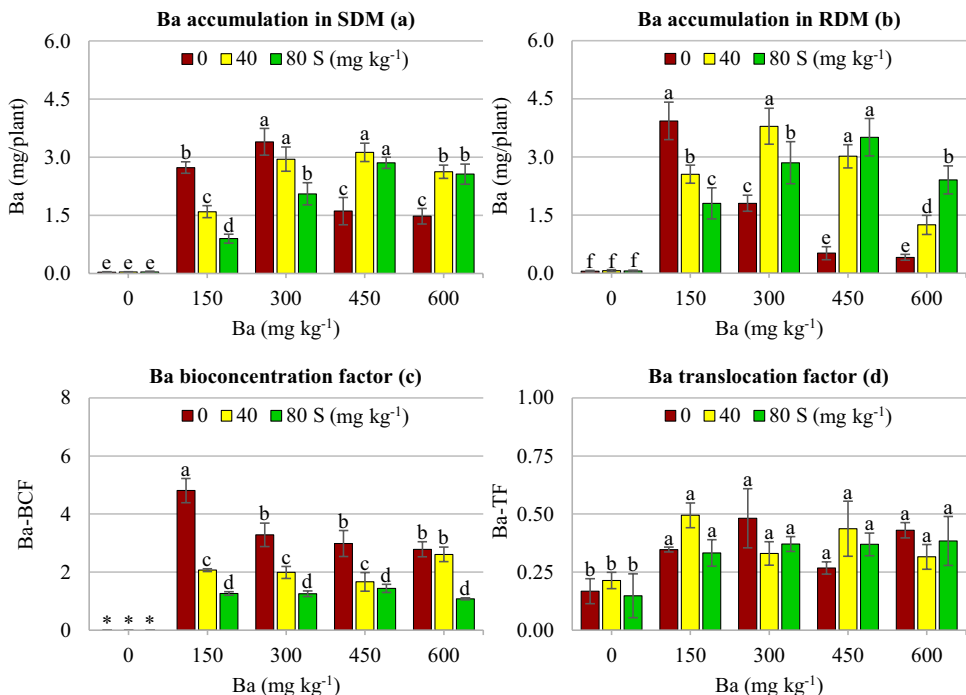 Ba accumulation in SDM (a)
6.0
0 40 80 S (mg kg⁻¹)
4.5
3.0
1.5
0.0
Ba (mg/plant)
e e e
b c d
a a b
c a a
c b b
0 150 300 450 600
Ba (mg kg⁻¹)
Ba accumulation in RDM (b)
6.0
0 40 80 S (mg kg⁻¹)
4.5
3.0
1.5
0.0
Ba (mg/plant)
f f f
a b c
c a b
e a a
e d b
0 150 300 450 600
Ba (mg kg⁻¹)
Ba bioconcentration factor (c)
8
0 40 80 S (mg kg⁻¹)
6
4
2
0
Ba-BCF
* * *
a c d
b c d
b c d
b b d
0 150 300 450 600
Ba (mg kg⁻¹)
Ba translocation factor (d)
1.00
0 40 80 S (mg kg⁻¹)
0.75
0.50
0.25
0.00
Ba-TF
b b b
a a a
a a a
a a a
a a a
0 150 300 450 600
Ba (mg kg⁻¹)